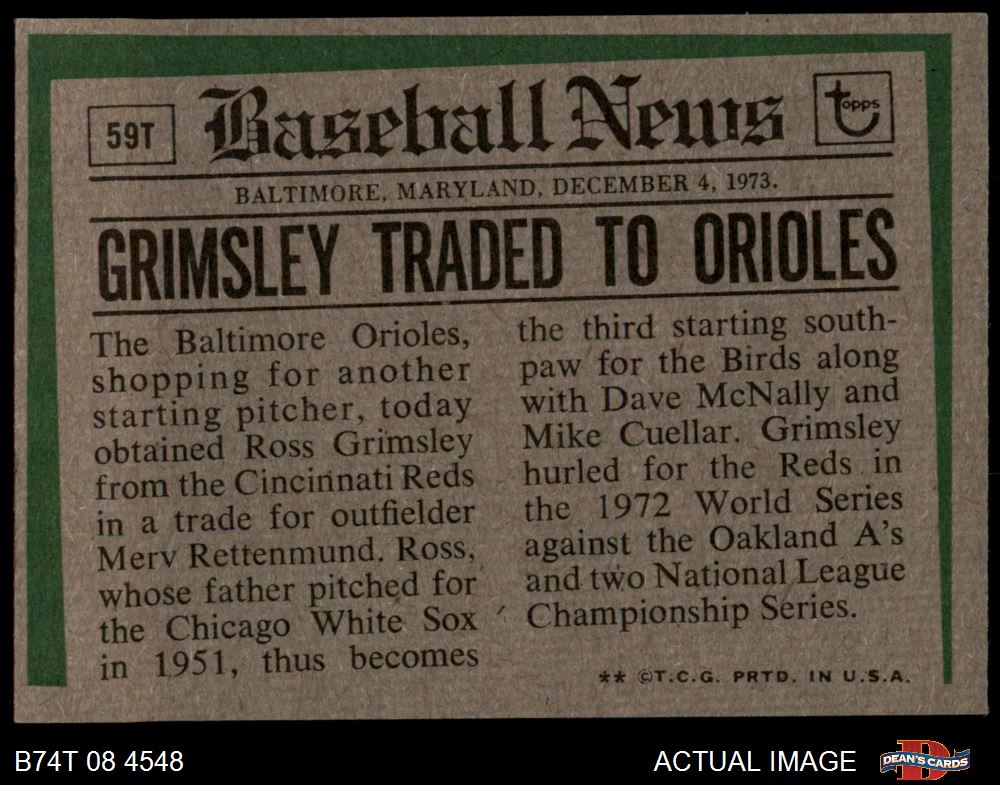 59T
Baseball News
topps
BALTIMORE, MARYLAND, DECEMBER 4, 1973.
GRIMSLEY TRADED TO ORIOLES
The Baltimore Orioles,
shopping for another
starting pitcher, today
obtained Ross Grimsley
from the Cincinnati Reds
in a trade for outfielder
Merv Rettenmund. Ross,
whose father pitched for
the Chicago White Sox
in 1951, thus becomes
the third starting south-
paw for the Birds along
with Dave McNally and
Mike Cuellar. Grimsley
hurled for the Reds in
the 1972 World Series
against the Oakland A's
and two National League
Championship Series.
** ©T.C.G. PRTD. IN U.S.A.
B74T 08 4548
ACTUAL IMAGE
DEAN'S CARDS